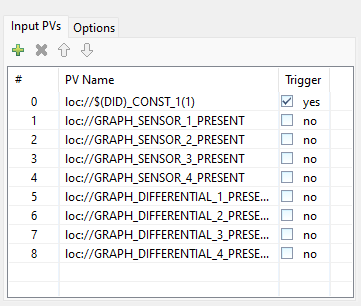 Input PVs Options
# PV Name Trigger
0 loc://$(DID)_CONST_1(1) yes
1 loc://GRAPH_SENSOR_1_PRESENT no
2 loc://GRAPH_SENSOR_2_PRESENT no
3 loc://GRAPH_SENSOR_3_PRESENT no
4 loc://GRAPH_SENSOR_4_PRESENT no
5 loc://GRAPH_DIFFERENTIAL_1_PRESE... no
6 loc://GRAPH_DIFFERENTIAL_2_PRESE... no
7 loc://GRAPH_DIFFERENTIAL_3_PRESE... no
8 loc://GRAPH_DIFFERENTIAL_4_PRESE... no